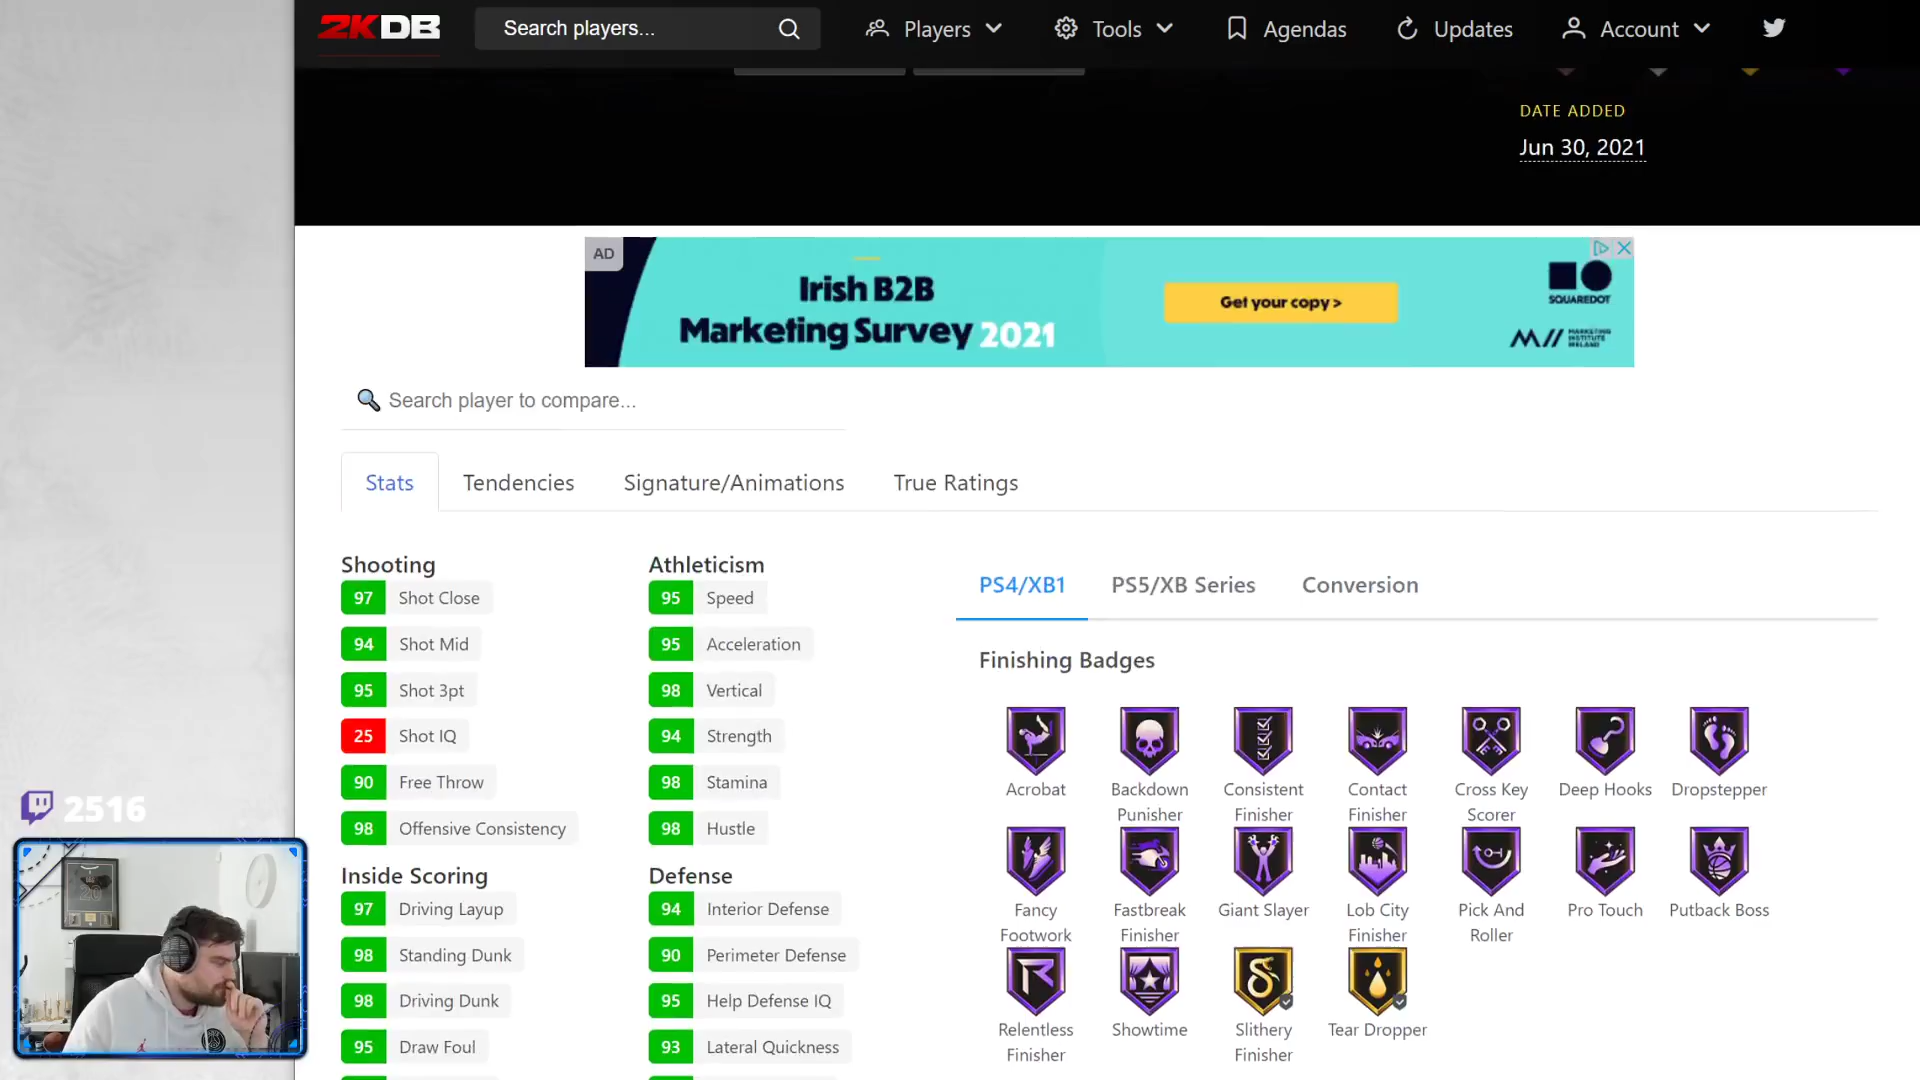 2KDB
Search players...
Players
Tools
Agendas
Updates
Account
DATE ADDED
Jun 30, 2021
AD
Irish B2B
Marketing Survey 2021
Get your copy >
SQUAREDOT
MARKETING
INSTITUTE
IRELAND
Search player to compare...
Stats
Tendencies
Signature/Animations
True Ratings
Shooting
97 Shot Close
94 Shot Mid
95 Shot 3pt
25 Shot IQ
90 Free Throw
98 Offensive Consistency
Inside Scoring
97 Driving Layup
98 Standing Dunk
98 Driving Dunk
95 Draw Foul
Athleticism
95 Speed
95 Acceleration
98 Vertical
94 Strength
98 Stamina
98 Hustle
Defense
94 Interior Defense
90 Perimeter Defense
95 Help Defense IQ
93 Lateral Quickness
PS4/XB1
PS5/XB Series
Conversion
Finishing Badges
Acrobat
Backdown
Punisher
Consistent
Finisher
Contact
Finisher
Cross Key
Scorer
Deep Hooks
Dropstepper
Fancy
Footwork
Fastbreak
Finisher
Giant Slayer
Lob City
Finisher
Pick And
Roller
Pro Touch
Putback Boss
Relentless
Finisher
Showtime
Slithery
Finisher
Tear Dropper
2516